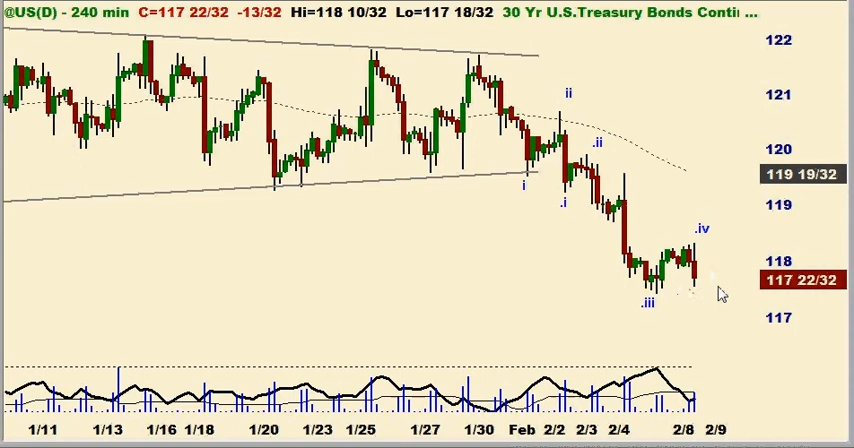 @US(D) - 240 min C=117 22/32 -13/32 Hi=118 10/32 Lo=117 18/32 30 Yr U.S.Treasury Bonds Contii ...
122
121
120
119 19/32
119
118
117 22/32
117
ii
.ii
i
.i
.iv
.iii
1/11 1/13 1/16 1/18 1/23 1/25 1/27 1/30 Feb 2/2 2/3 2/4 2/8 2/9